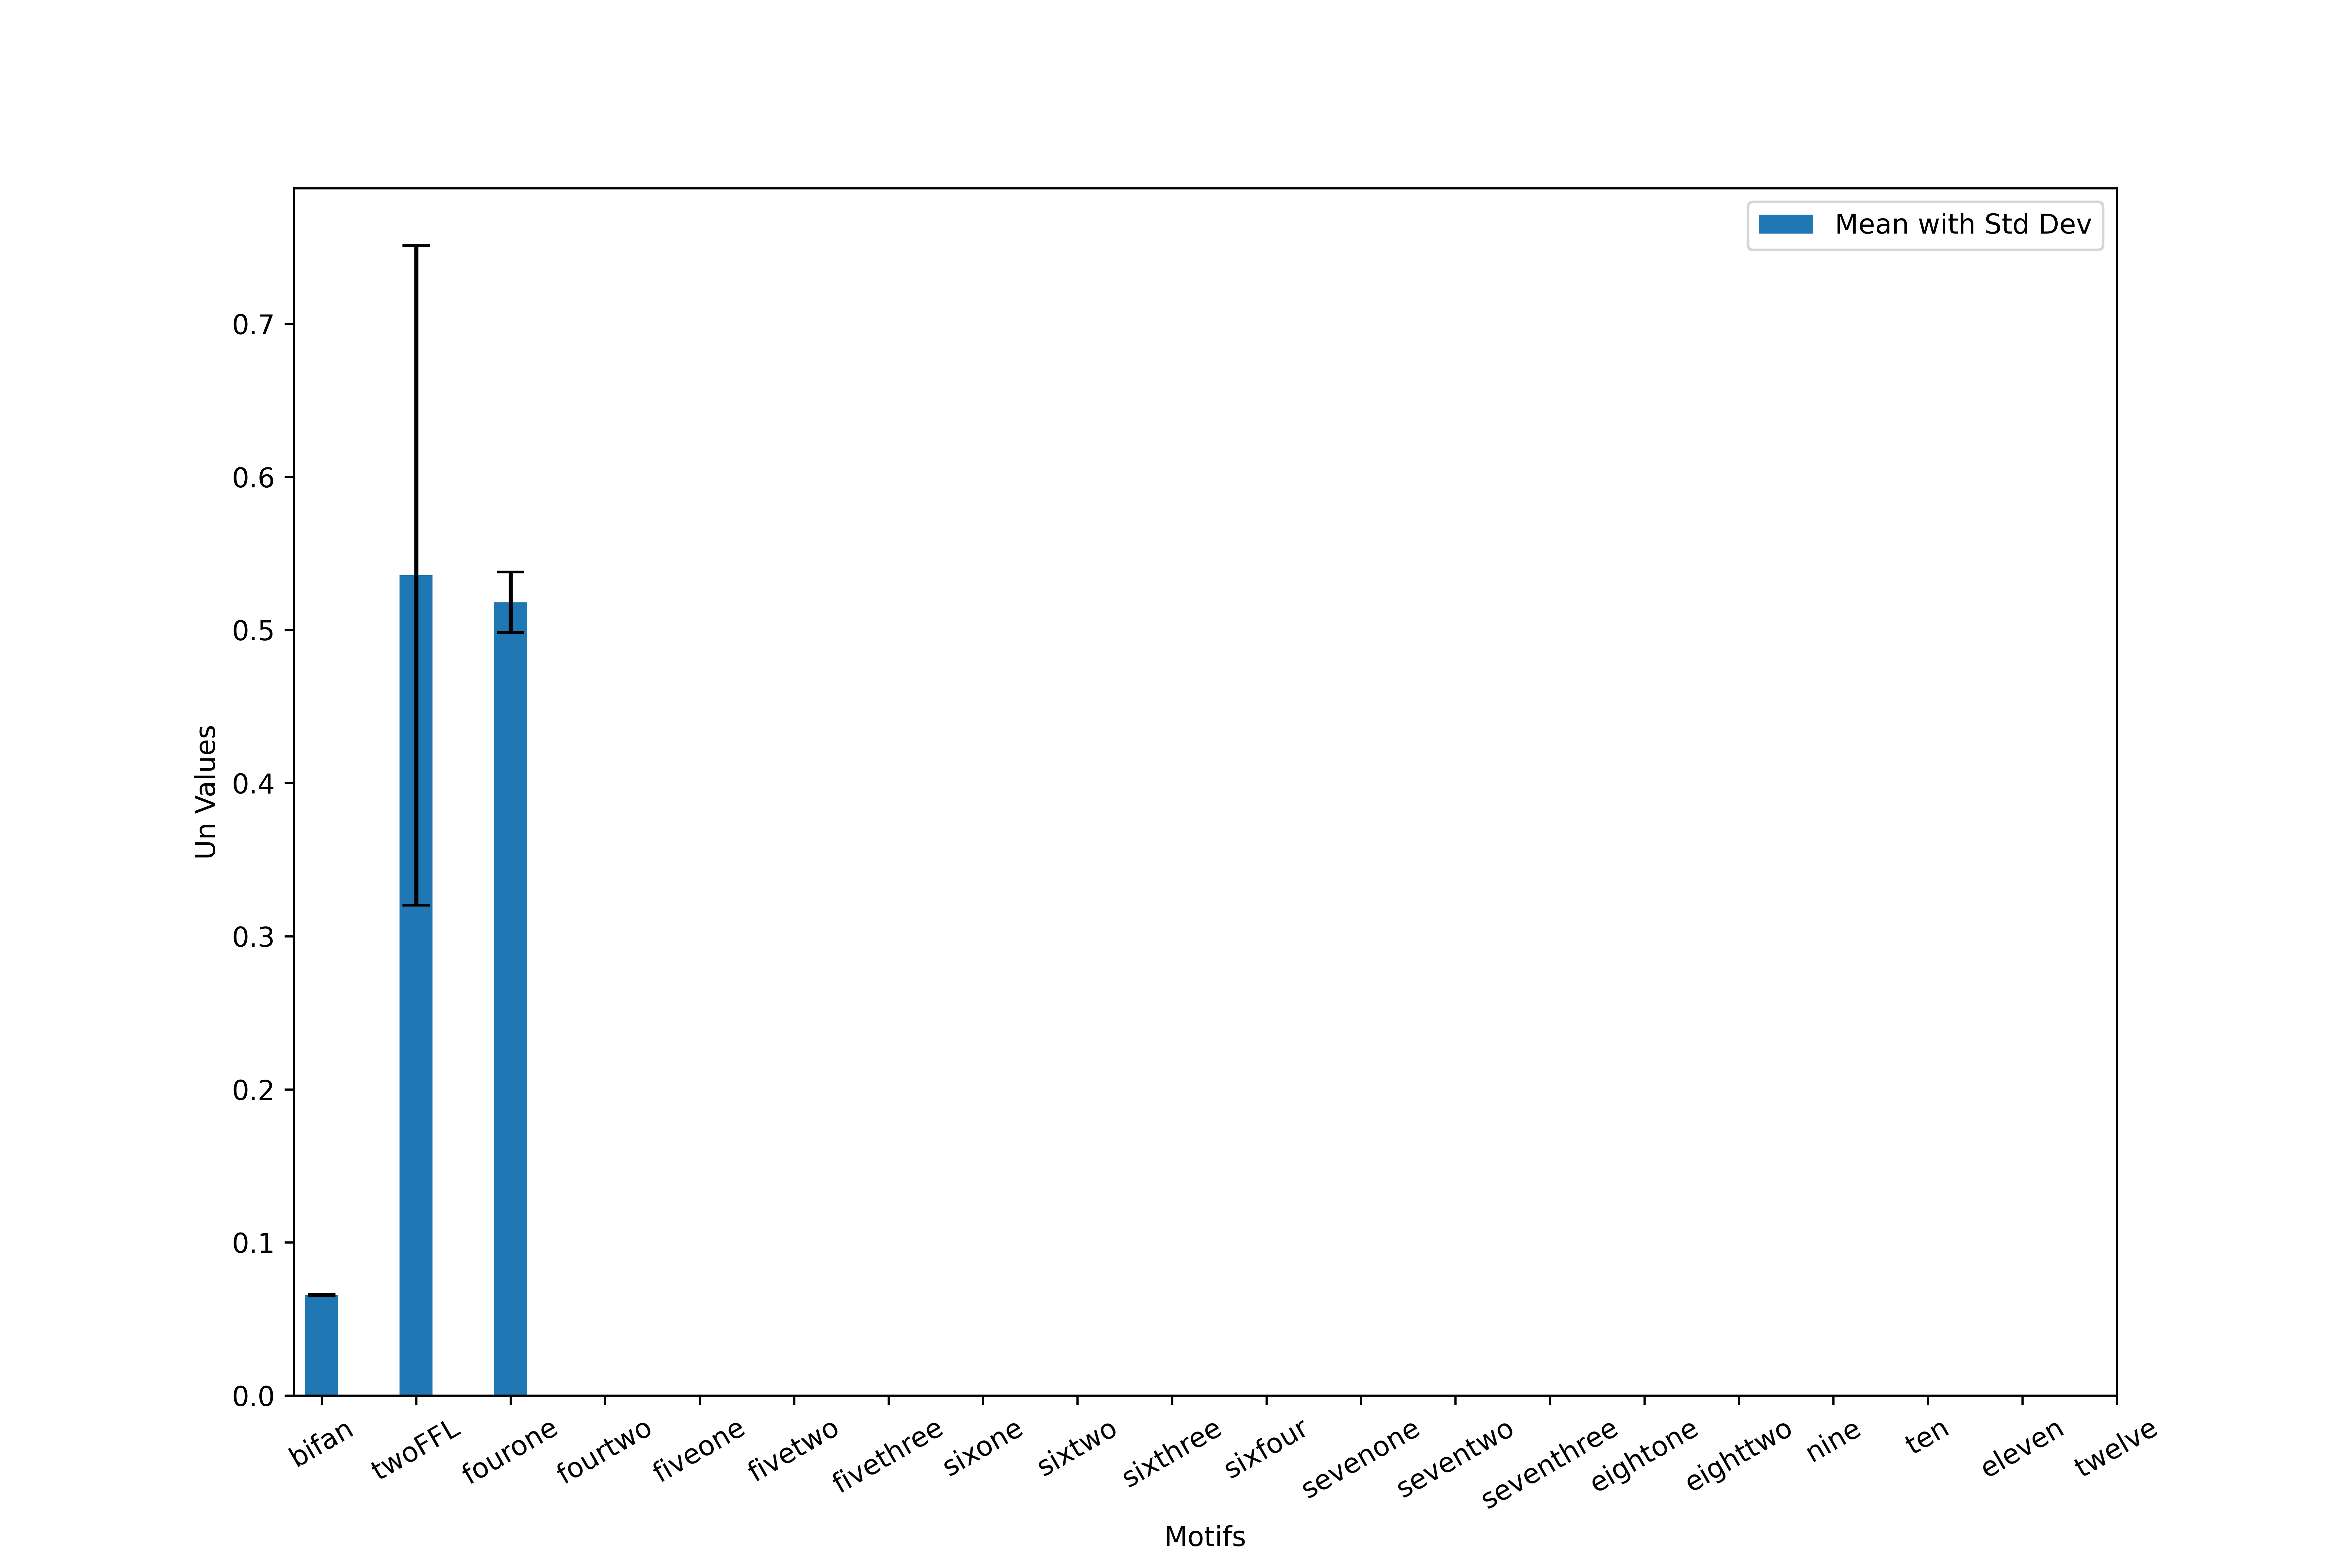 Mean with Std Dev
0.7
0.6
0.5
0.4
0.3
0.2
0.1
0.0
Un Values
bifan
twoFFL
fourone
fourtwo
fiveone
fivetwo
fivethree
sixone
sixtwo
sixthree
sixfour
sevenone
seventwo
seventhree
eightone
eighttwo
nine
ten
eleven
twelve
Motifs